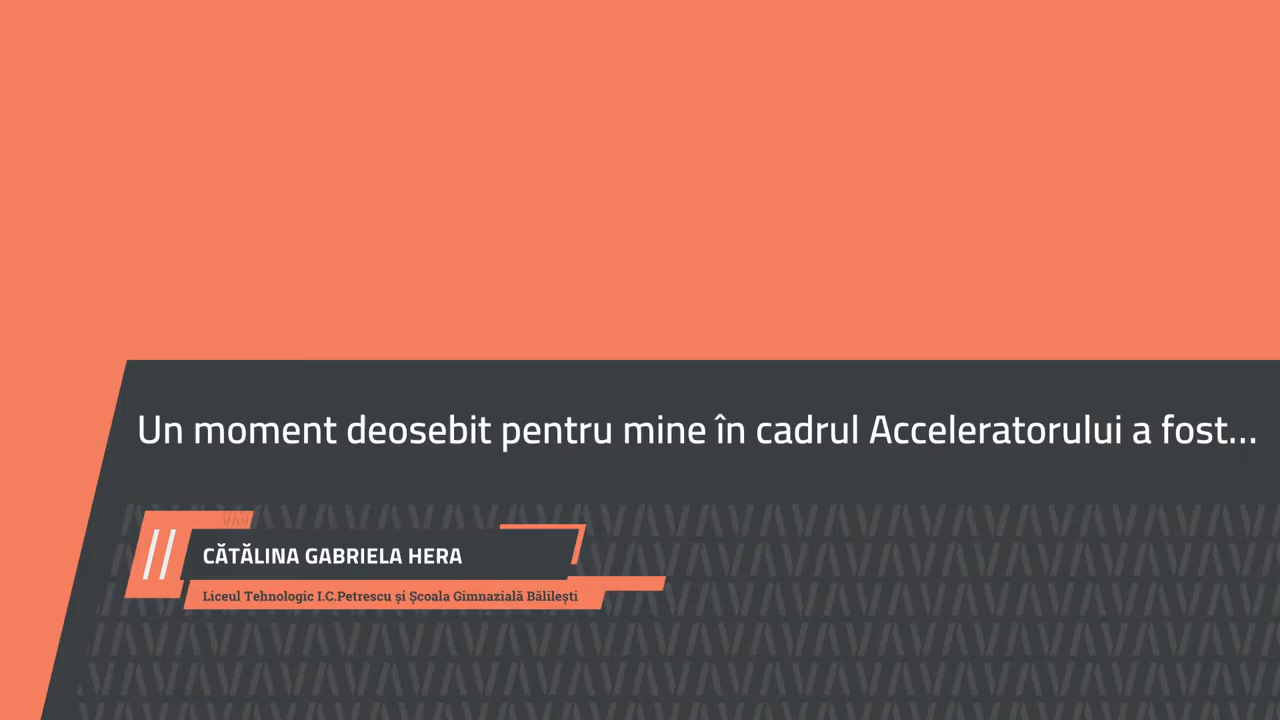 Un moment deosebit pentru mine în cadrul Acceleratorului a fost...
CĂTĂLINA GABRIELA HERA
Liceul Tehnologic I.C.Petrescu și Școala Gimnazială Bălilești